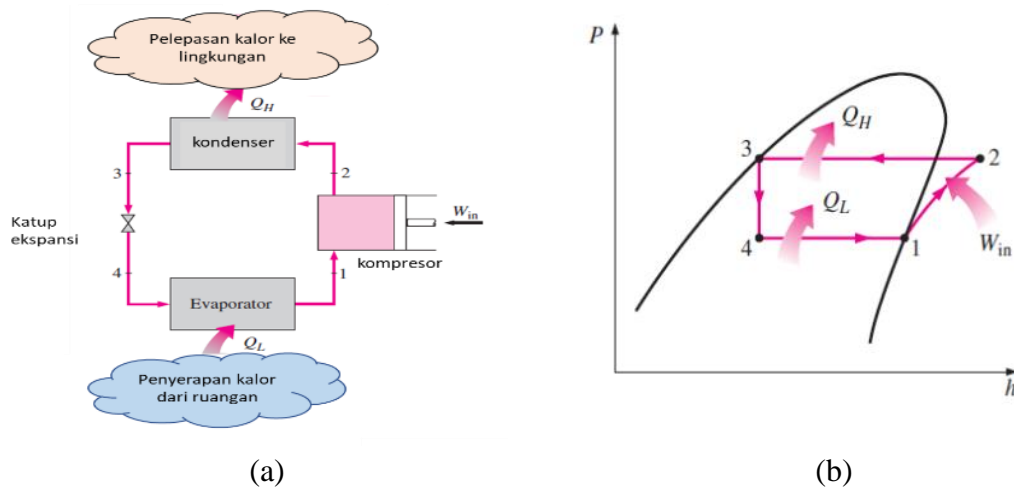 Pelepasan kalor ke
lingkungan
Q_H
kondenser
3
2
Katup
ekspansi
W_in
kompresor
4
1
Evaporator
Q_L
Penyerapan kalor
dari ruangan
(a)
P
Q_H
3
2
Q_L
W_in
4
1
h
(b)